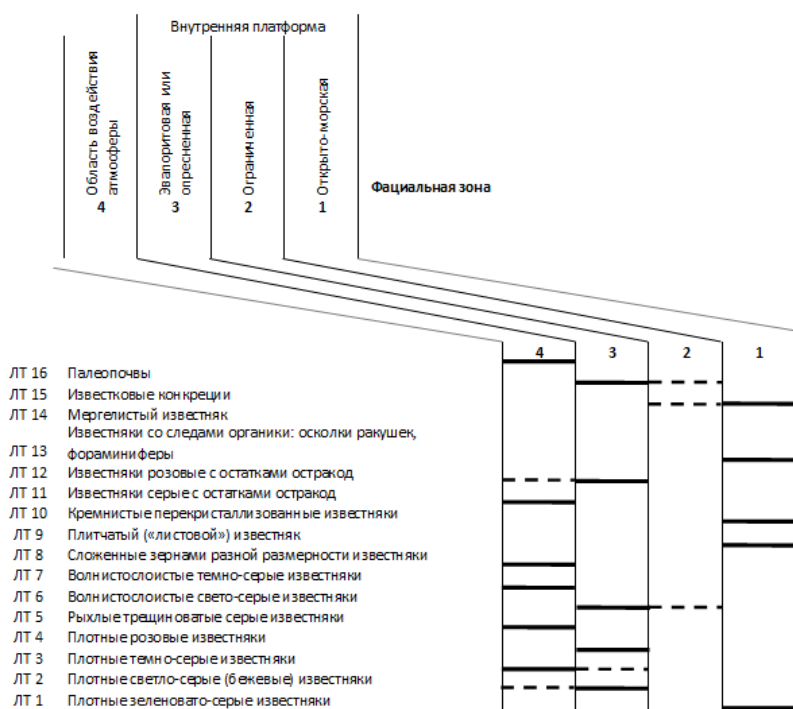 Внутренняя платформа
Область воздействия
атмосферы
4
Эвапоритовая или
опресненная
3
Ограниченная
2
Открыто-морская
1
Фациальная зона
4 3 2 1
ЛТ 16 Палеопочвы
ЛТ 15 Известковые конкреции
ЛТ 14 Мергелистый известняк
Известняки со следами органики: осколки ракушек,
ЛТ 13 фораминиферы
ЛТ 12 Известняки розовые с остатками остракод
ЛТ 11 Известняки серые с остатками остракод
ЛТ 10 Кремнистые перекристаллизованные известняки
ЛТ 9 Плитчатый («листовой») известняк
ЛТ 8 Сложенные зернами разной размерности известняки
ЛТ 7 Волнистослоистые темно-серые известняки
ЛТ 6 Волнистослоистые свето-серые известняки
ЛТ 5 Рыхлые трещиноватые серые известняки
ЛТ 4 Плотные розовые известняки
ЛТ 3 Плотные темно-серые известняки
ЛТ 2 Плотные светло-серые (бежевые) известняки
ЛТ 1 Плотные зеленовато-серые известняки